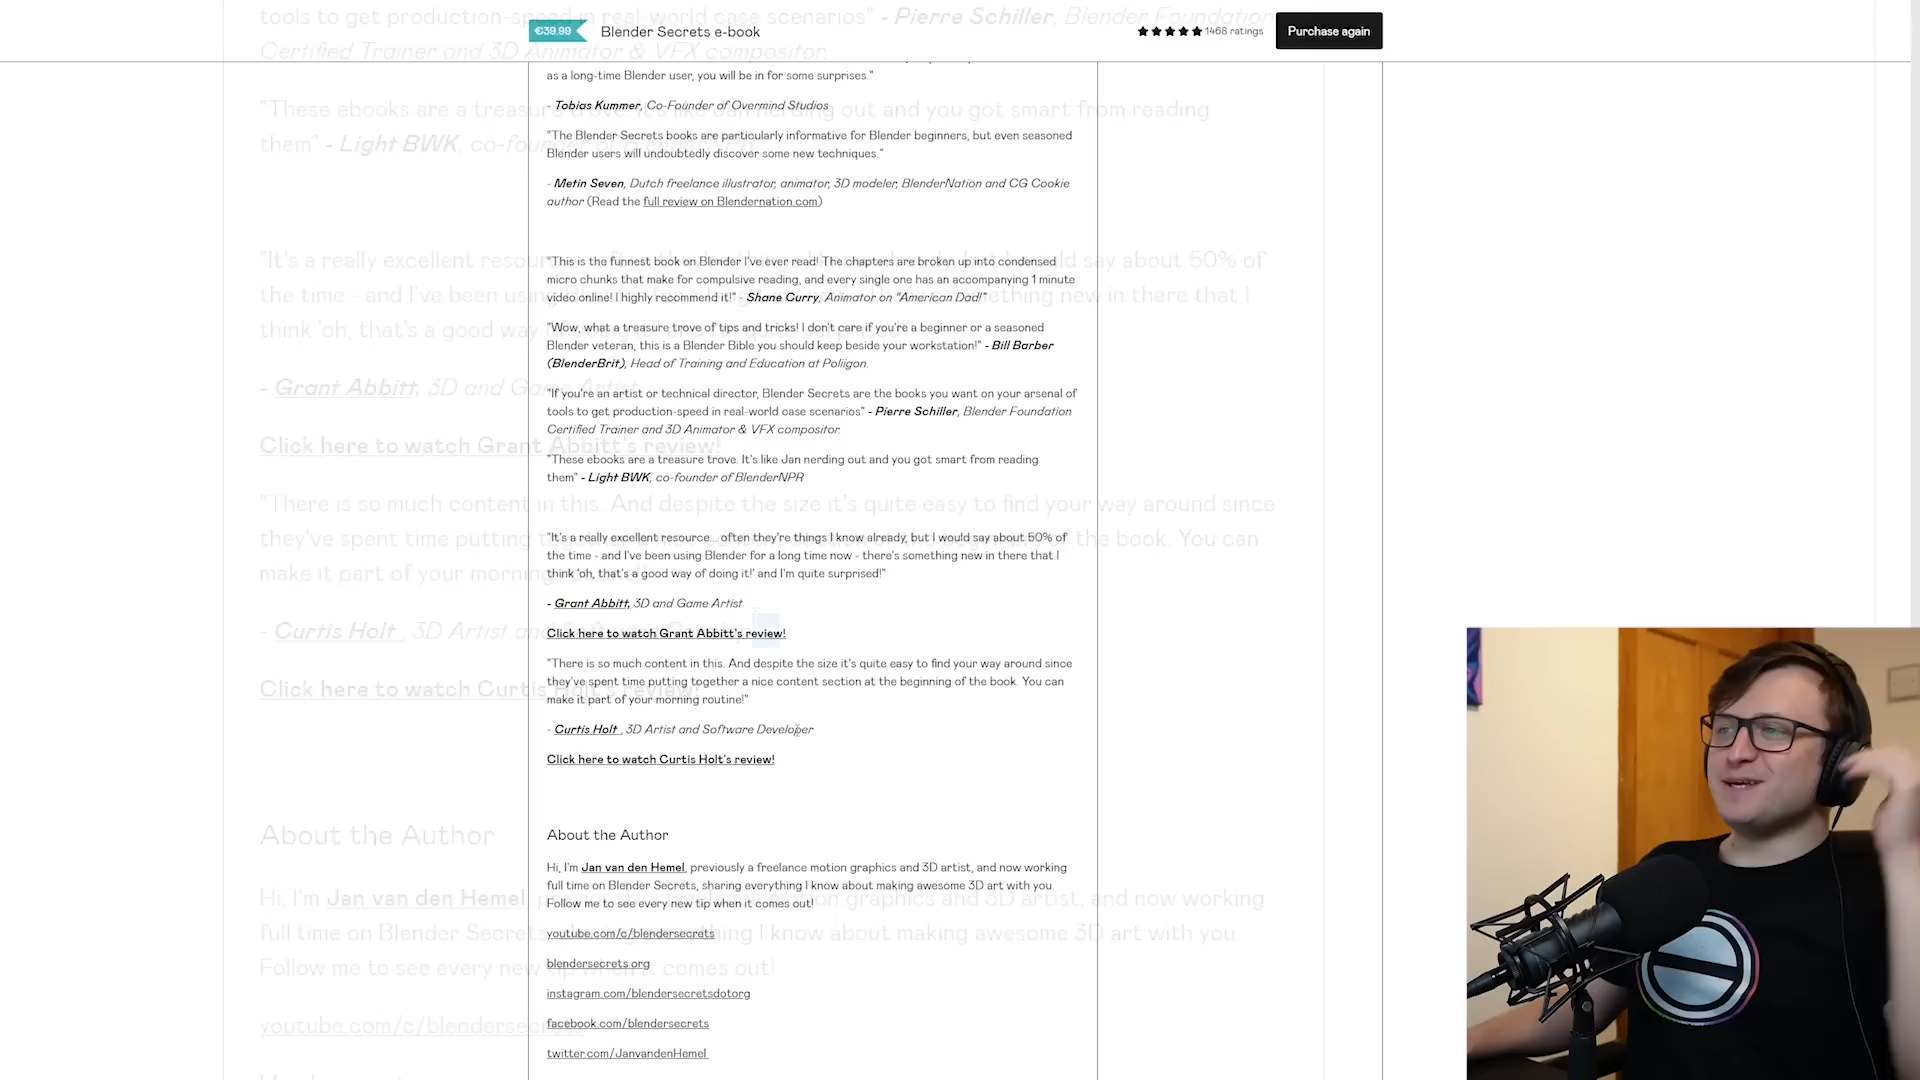 €39.99
Blender Secrets e-book
1468 ratings
Purchase again
as a long-time Blender user, you will be in for some surprises."
- Tobias Kummer, Co-Founder of Overmind Studios
"The Blender Secrets books are particularly informative for Blender beginners, but even seasoned
Blender users will undoubtedly discover some new techniques."
- Metin Seven, Dutch freelance illustrator, animator, 3D modeler, BlenderNation and CG Cookie
author (Read the full review on Blendernation.com)
"This is the funnest book on Blender I've ever read! The chapters are broken up into condensed
micro chunks that make for compulsive reading, and every single one has an accompanying 1 minute
video online! I highly recommend it!" - Shane Curry, Animator on "American Dad!"
"Wow, what a treasure trove of tips and tricks! I don't care if you're a beginner or a seasoned
Blender veteran, this is a Blender Bible you should keep beside your workstation!" - Bill Barber
(BlenderBrit), Head of Training and Education at Poliigon.
"If you're an artist or technical director, Blender Secrets are the books you want on your arsenal of
tools to get production-speed in real-world case scenarios" - Pierre Schiller, Blender Foundation
Certified Trainer and 3D Animator & VFX compositor.
"These ebooks are a treasure trove. It's like Jan nerding out and you got smart from reading
them" - Light BWK, co-founder of BlenderNPR
"It's a really excellent resource... often they're things I know already, but I would say about 50% of
the time - and I've been using Blender for a long time now - there's something new in there that I
think 'oh, that's a good way of doing it!' and I'm quite surprised!"
- Grant Abbitt, 3D and Game Artist
Click here to watch Grant Abbitt's review!
"There is so much content in this. And despite the size it's quite easy to find your way around since
they've spent time putting together a nice content section at the beginning of the book. You can
make it part of your morning routine!"
- Curtis Holt , 3D Artist and Software Developer
Click here to watch Curtis Holt's review!
About the Author
Hi, I'm Jan van den Hemel, previously a freelance motion graphics and 3D artist, and now working
full time on Blender Secrets, sharing everything I know about making awesome 3D art with you.
Follow me to see every new tip when it comes out!
youtube.com/c/blendersecrets
blendersecrets.org
instagram.com/blendersecretsdotorg
facebook.com/blendersecrets
twitter.com/JanvandenHemel